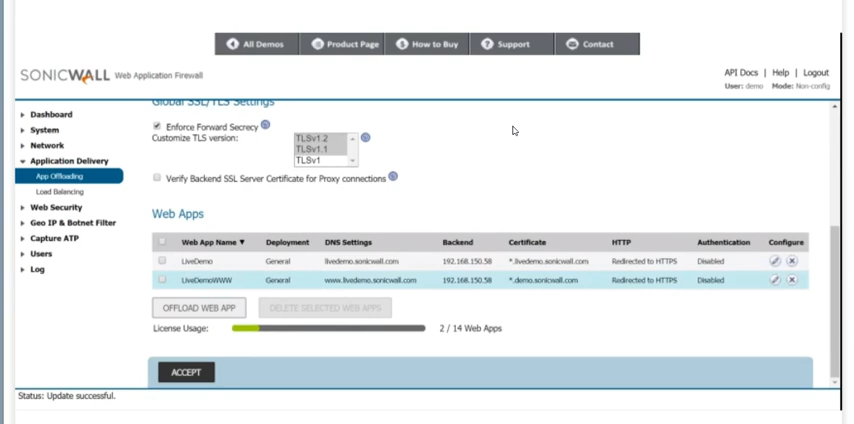 All Demos Product Page How to Buy Support Contact
SONICWALL Web Application Firewall
API Docs | Help | Logout
User: demo Mode: Non-config
Dashboard
System
Network
Application Delivery
App Offloading
Load Balancing
Web Security
Geo IP & Botnet Filter
Capture ATP
Users
Log
Global SSL/TLS Settings
Enforce Forward Secrecy
Customize TLS version:
TLSv1.2
TLSv1.1
TLSv1
Verify Backend SSL Server Certificate for Proxy connections
Web Apps
Web App Name ▼ Deployment DNS Settings Backend Certificate HTTP Authentication Configure
LiveDemo General livedemo.sonicwall.com 192.168.150.58 *.livedemo.sonicwall.com Redirected to HTTPS Disabled
LiveDemoWWW General www.livedemo.sonicwall.com 192.168.150.58 *.demo.sonicwall.com Redirected to HTTPS Disabled
OFFLOAD WEB APP DELETE SELECTED WEB APPS
License Usage: 2 / 14 Web Apps
ACCEPT
Status: Update successful.